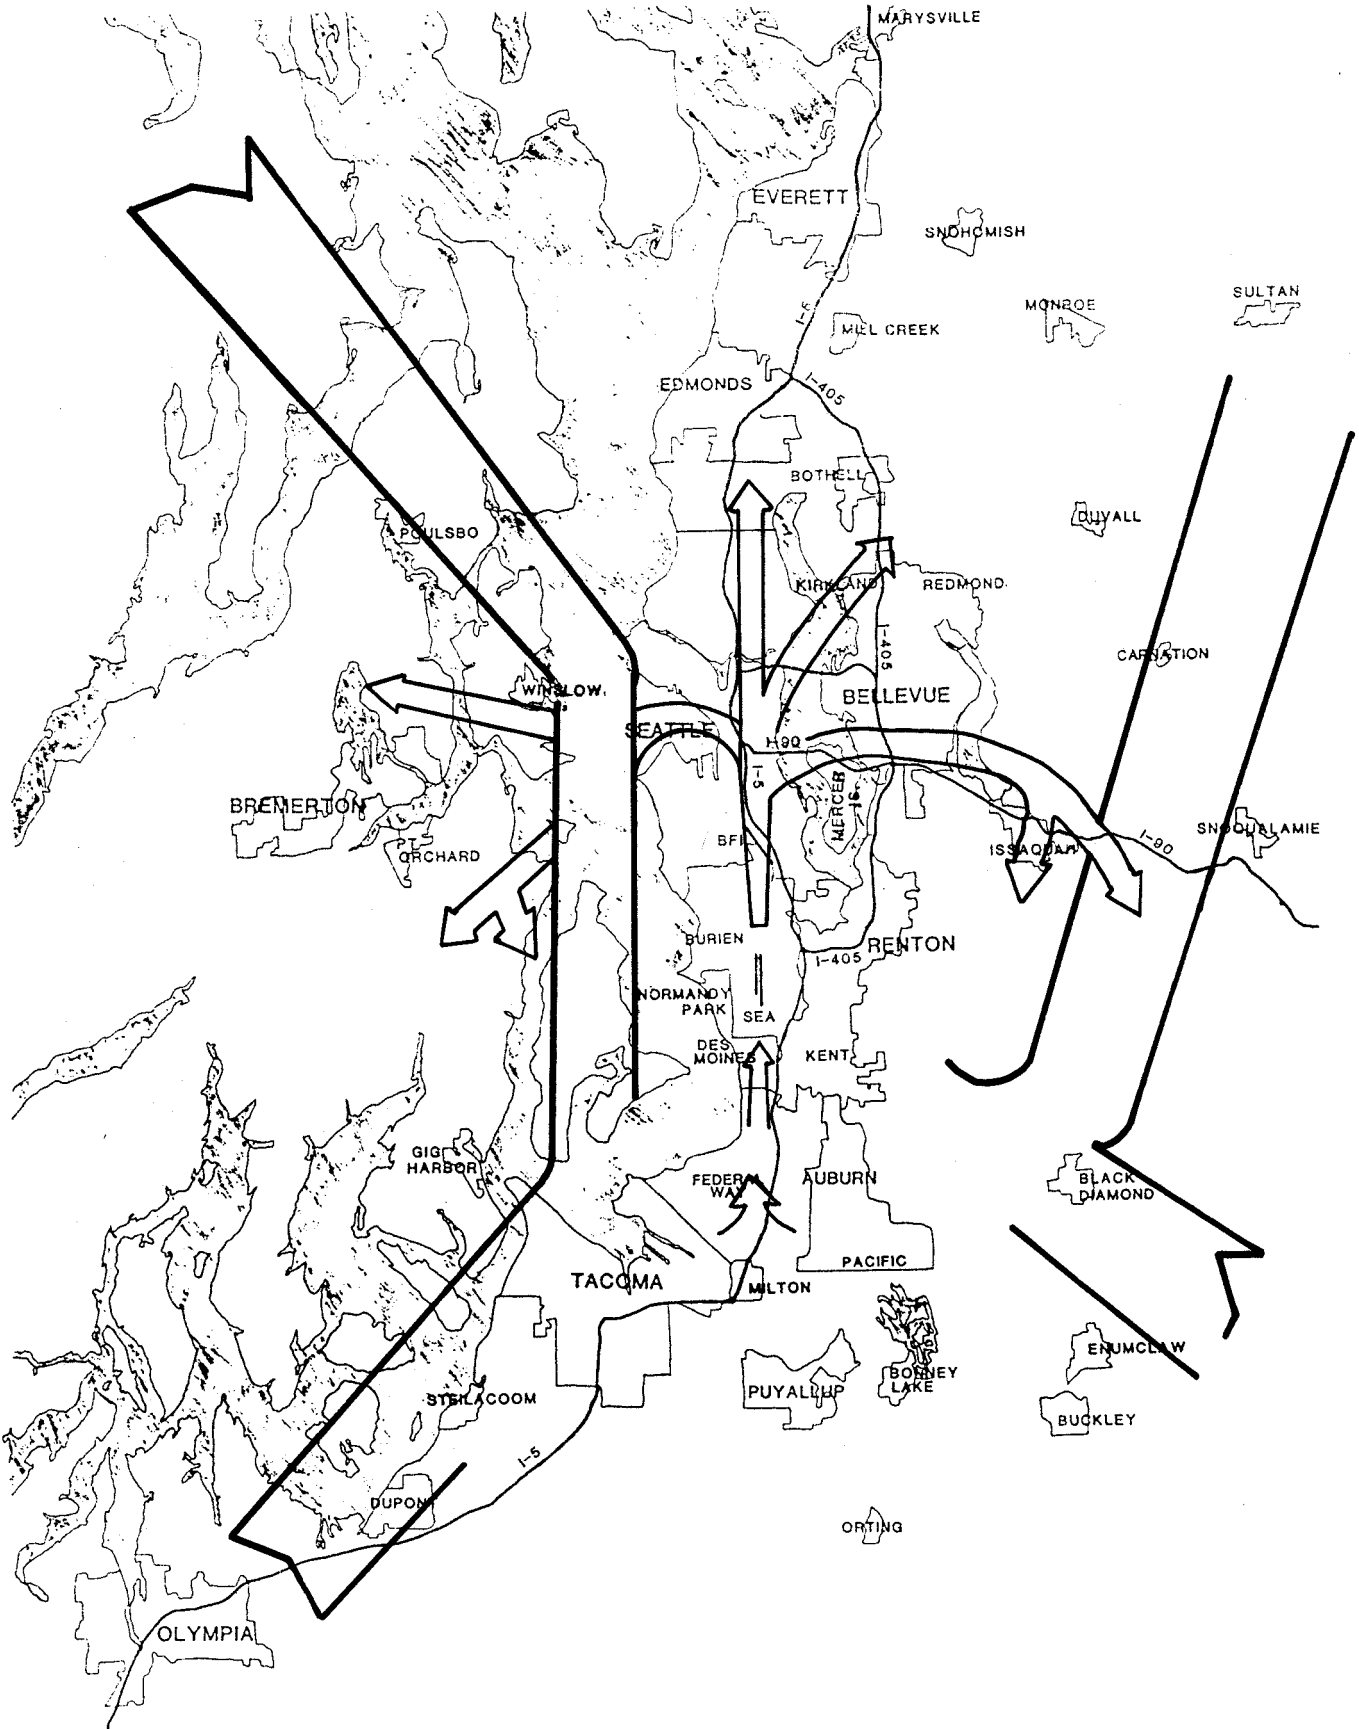 MARYSVILLE
EVERETT
SNOHOMISH
SULTAN
MONROE
I-5
MILL CREEK
EDMONDS
I-405
BOTHELL
DUVALL
POULSBO
KIRKLAND
REDMOND
I-405
CARNATION
WINSLOW
BELLEVUE
SEATTLE
I-90
I-5
MERCER
ISL
BREMERTON
SNOQUALAMIE
I-90
BFI
PT
ORCHARD
ISSAQUAH
BURIEN
RENTON
I-405
NORMANDY
PARK
SEA
DES
MOINES
KENT
GIG
HARBOR
FEDERAL
WAY
AUBURN
BLACK
DIAMOND
PACIFIC
TACOMA
MILTON
ENUMCLAW
BONNEY
LAKE
PUYALLUP
STEILACOOM
BUCKLEY
I-5
DUPONT
ORTING
OLYMPIA